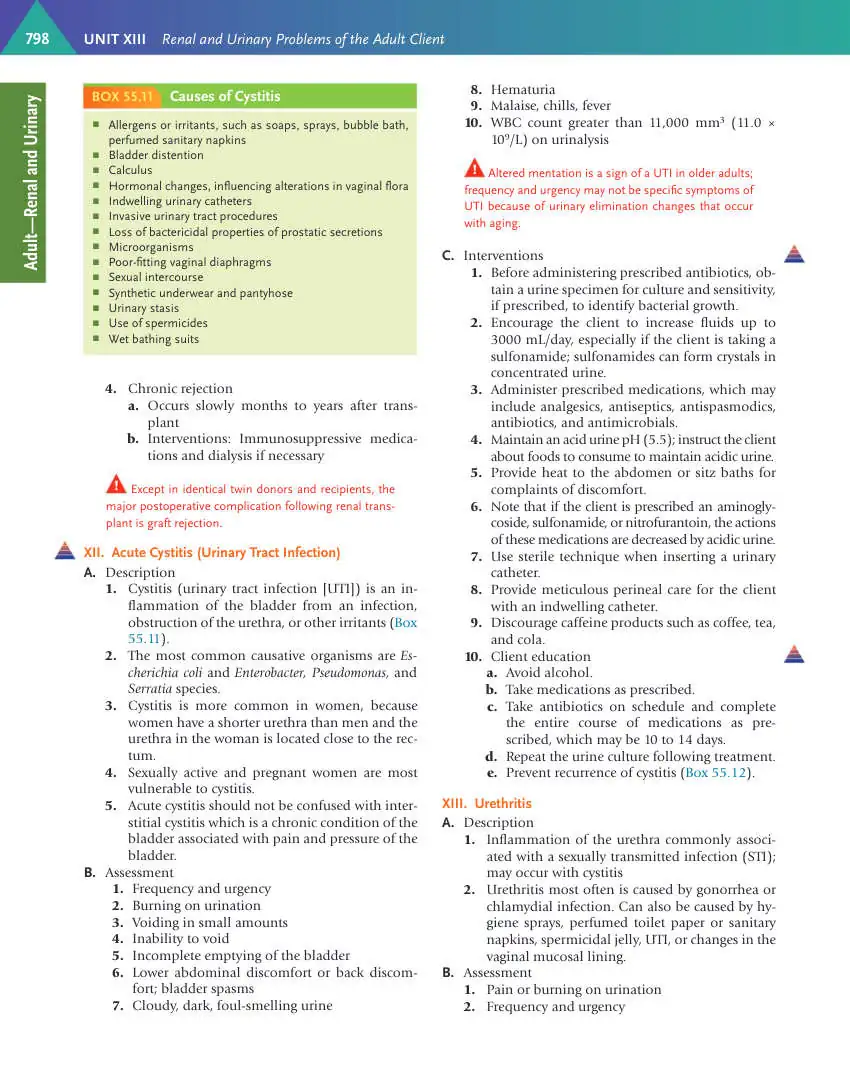 798 UNIT XIII Renal and Urinary Problems of the Adult Client
Adult—Renal and Urinary
BOX 55.11 Causes of Cystitis
■ Allergens or irritants, such as soaps, sprays, bubble bath,
perfumed sanitary napkins
■ Bladder distention
■ Calculus
■ Hormonal changes, influencing alterations in vaginal flora
■ Indwelling urinary catheters
■ Invasive urinary tract procedures
■ Loss of bactericidal properties of prostatic secretions
■ Microorganisms
■ Poor-fitting vaginal diaphragms
■ Sexual intercourse
■ Synthetic underwear and pantyhose
■ Urinary stasis
■ Use of spermicides
■ Wet bathing suits
4. Chronic rejection
a. Occurs slowly months to years after trans-
plant
b. Interventions: Immunosuppressive medica-
tions and dialysis if necessary
Except in identical twin donors and recipients, the
major postoperative complication following renal trans-
plant is graft rejection.
XII. Acute Cystitis (Urinary Tract Infection)
A. Description
1. Cystitis (urinary tract infection [UTI]) is an in-
flammation of the bladder from an infection,
obstruction of the urethra, or other irritants (Box
55.11).
2. The most common causative organisms are Es-
cherichia coli and Enterobacter, Pseudomonas, and
Serratia species.
3. Cystitis is more common in women, because
women have a shorter urethra than men and the
urethra in the woman is located close to the rec-
tum.
4. Sexually active and pregnant women are most
vulnerable to cystitis.
5. Acute cystitis should not be confused with inter-
stitial cystitis which is a chronic condition of the
bladder associated with pain and pressure of the
bladder.
B. Assessment
1. Frequency and urgency
2. Burning on urination
3. Voiding in small amounts
4. Inability to void
5. Incomplete emptying of the bladder
6. Lower abdominal discomfort or back discom-
fort; bladder spasms
7. Cloudy, dark, foul-smelling urine
8. Hematuria
9. Malaise, chills, fever
10. WBC count greater than 11,000 mm³ (11.0 ×
10⁹/L) on urinalysis
Altered mentation is a sign of a UTI in older adults;
frequency and urgency may not be specific symptoms of
UTI because of urinary elimination changes that occur
with aging.
C. Interventions
1. Before administering prescribed antibiotics, ob-
tain a urine specimen for culture and sensitivity,
if prescribed, to identify bacterial growth.
2. Encourage the client to increase fluids up to
3000 mL/day, especially if the client is taking a
sulfonamide; sulfonamides can form crystals in
concentrated urine.
3. Administer prescribed medications, which may
include analgesics, antiseptics, antispasmodics,
antibiotics, and antimicrobials.
4. Maintain an acid urine pH (5.5); instruct the client
about foods to consume to maintain acidic urine.
5. Provide heat to the abdomen or sitz baths for
complaints of discomfort.
6. Note that if the client is prescribed an aminogly-
coside, sulfonamide, or nitrofurantoin, the actions
of these medications are decreased by acidic urine.
7. Use sterile technique when inserting a urinary
catheter.
8. Provide meticulous perineal care for the client
with an indwelling catheter.
9. Discourage caffeine products such as coffee, tea,
and cola.
10. Client education
a. Avoid alcohol.
b. Take medications as prescribed.
c. Take antibiotics on schedule and complete
the entire course of medications as pre-
scribed, which may be 10 to 14 days.
d. Repeat the urine culture following treatment.
e. Prevent recurrence of cystitis (Box 55.12).
XIII. Urethritis
A. Description
1. Inflammation of the urethra commonly associ-
ated with a sexually transmitted infection (STI);
may occur with cystitis
2. Urethritis most often is caused by gonorrhea or
chlamydial infection. Can also be caused by hy-
giene sprays, perfumed toilet paper or sanitary
napkins, spermicidal jelly, UTI, or changes in the
vaginal mucosal lining.
B. Assessment
1. Pain or burning on urination
2. Frequency and urgency